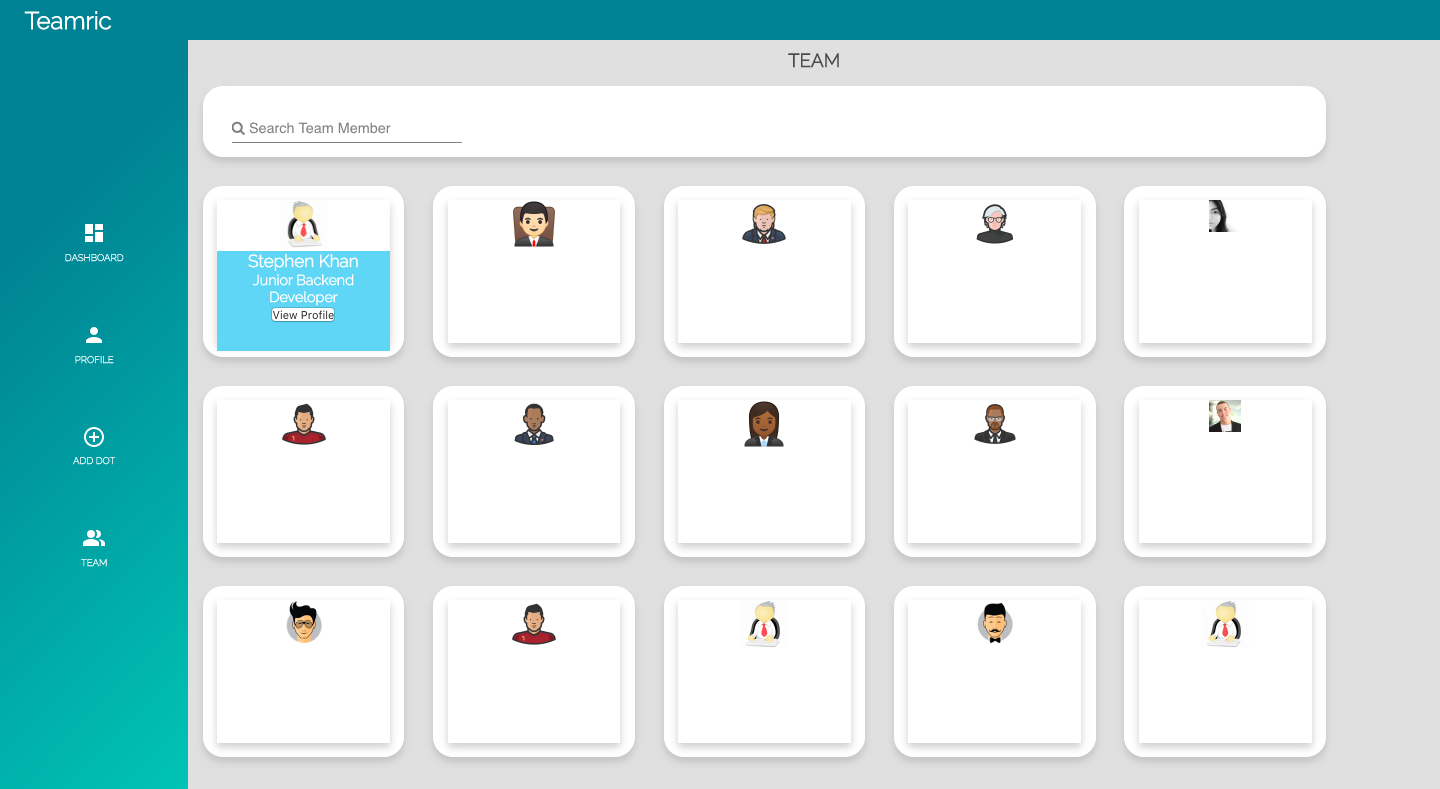 Teamric
TEAM
Search Team Member
DASHBOARD
PROFILE
ADD DOT
TEAM
Stephen Khan
Junior Backend
Developer
View Profile